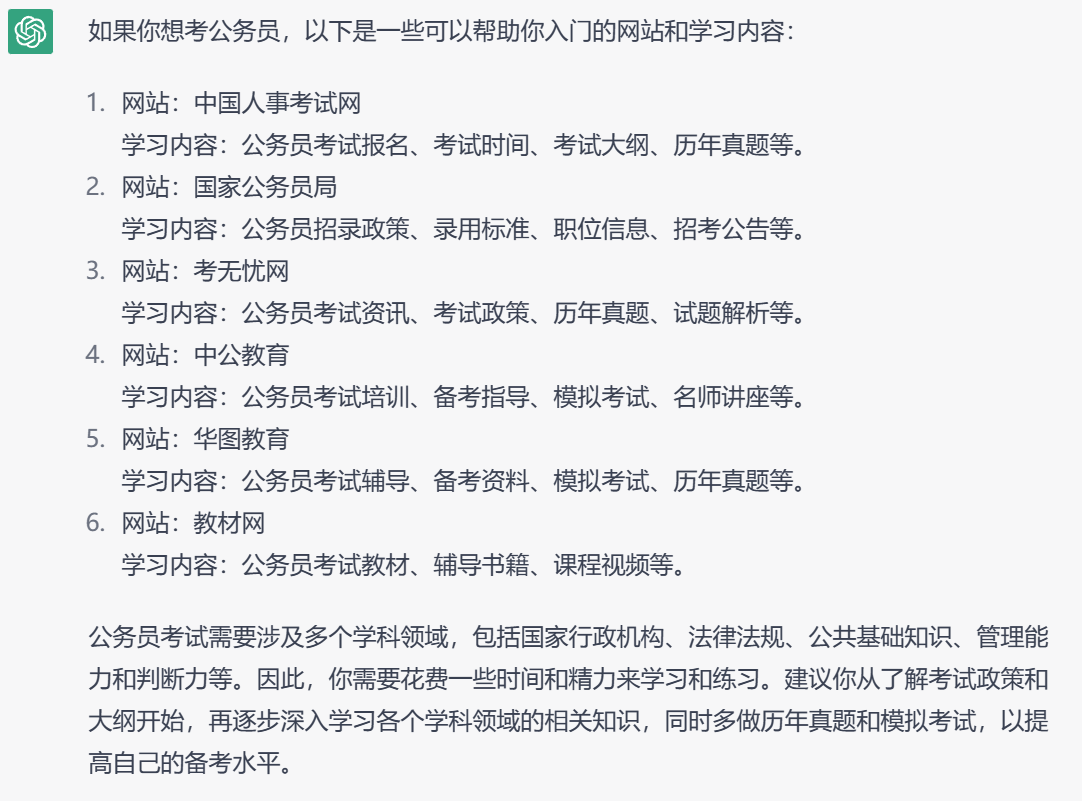 如果你想考公务员，以下是一些可以帮助你入门的网站和学习内容：
1. 网站：中国人事考试网
学习内容：公务员考试报名、考试时间、考试大纲、历年真题等。
2. 网站：国家公务员局
学习内容：公务员招录政策、录用标准、职位信息、招考公告等。
3. 网站：考无忧网
学习内容：公务员考试资讯、考试政策、历年真题、试题解析等。
4. 网站：中公教育
学习内容：公务员考试培训、备考指导、模拟考试、名师讲座等。
5. 网站：华图教育
学习内容：公务员考试辅导、备考资料、模拟考试、历年真题等。
6. 网站：教材网
学习内容：公务员考试教材、辅导书籍、课程视频等。
公务员考试需要涉及多个学科领域，包括国家行政机构、法律法规、公共基础知识、管理能
力和判断力等。因此，你需要花费一些时间和精力来学习和练习。建议你从了解考试政策和
大纲开始，再逐步深入学习各个学科领域的相关知识，同时多做历年真题和模拟考试，以提
高自己的备考水平。